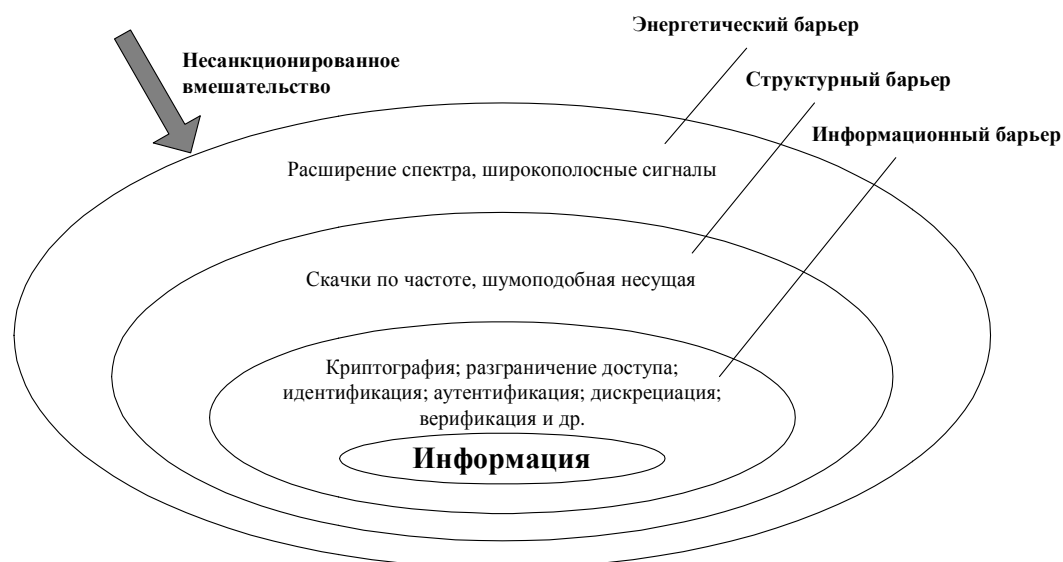 Энергетический барьер
Несанкционированное
вмешательство
Структурный барьер
Информационный барьер
Расширение спектра, широкополосные сигналы
Скачки по частоте, шумоподобная несущая
Криптография; разграничение доступа;
идентификация; аутентификация; дискрециация;
верификация и др.
Информация